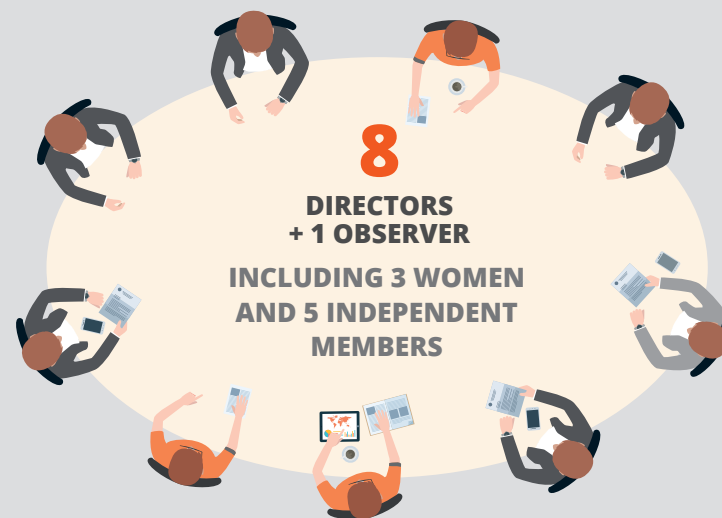 8
DIRECTORS
+ 1 OBSERVER
INCLUDING 3 WOMEN
AND 5 INDEPENDENT
MEMBERS